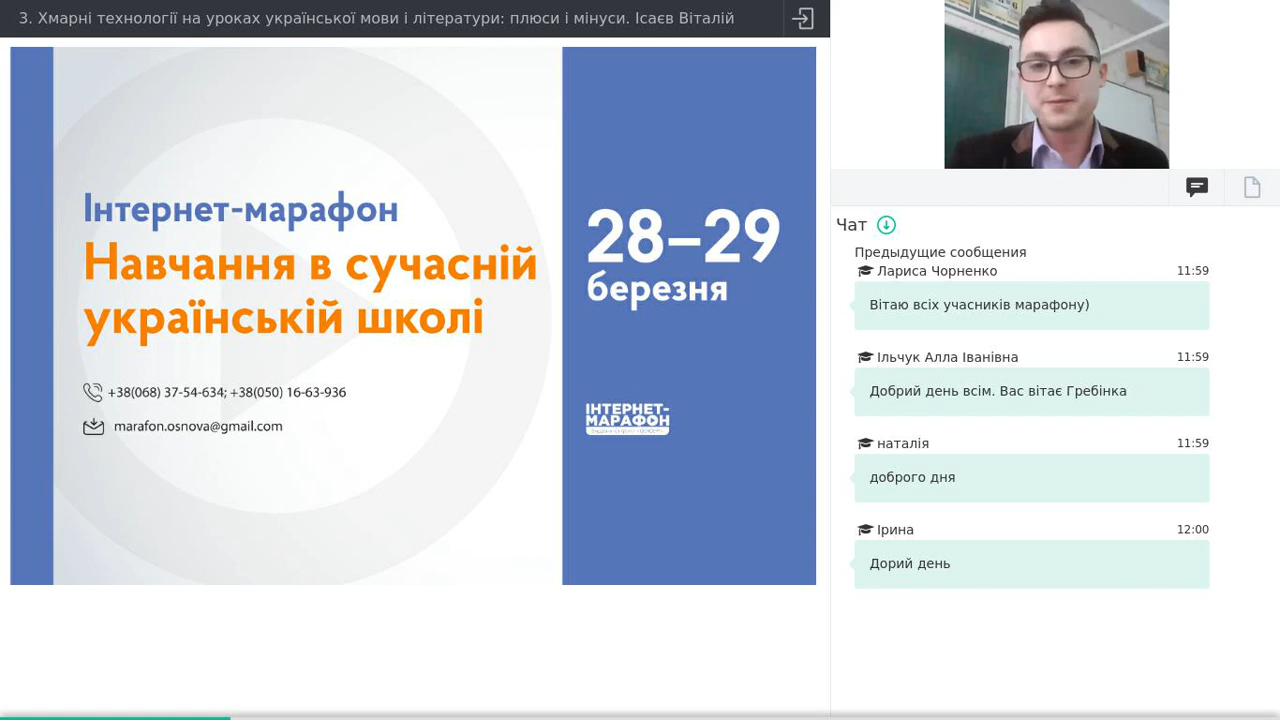 3. Хмарні технології на уроках української мови і літератури: плюси і мінуси. Ісаєв Віталій
Інтернет-марафон
Навчання в сучасній
українській школі
+38(068) 37-54-634; +38(050) 16-63-936
marafon.osnova@gmail.com
28–29
березня
ІНТЕРНЕТ-
МАРАФОН
Чат
Предыдущие сообщения
Лариса Чорненко 11:59
Вітаю всіх учасників марафону)
Ільчук Алла Іванівна 11:59
Добрий день всім. Вас вітає Гребінка
наталія 11:59
доброго дня
Ірина 12:00
Дорий день